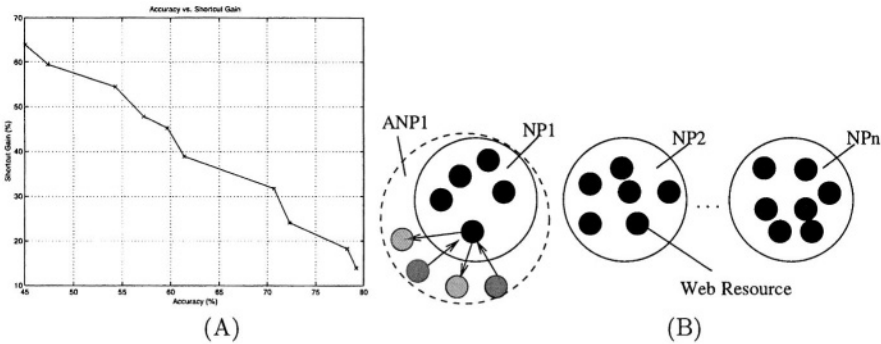 Accuracy vs. Shortcut Gain
Shortcut Gain (%)
70
60
50
40
30
20
10
45
50
55
60
65
70
75
80
Accuracy (%)
(A)
ANP1
NP1
NP2
NPn
. . .
Web Resource
(B)